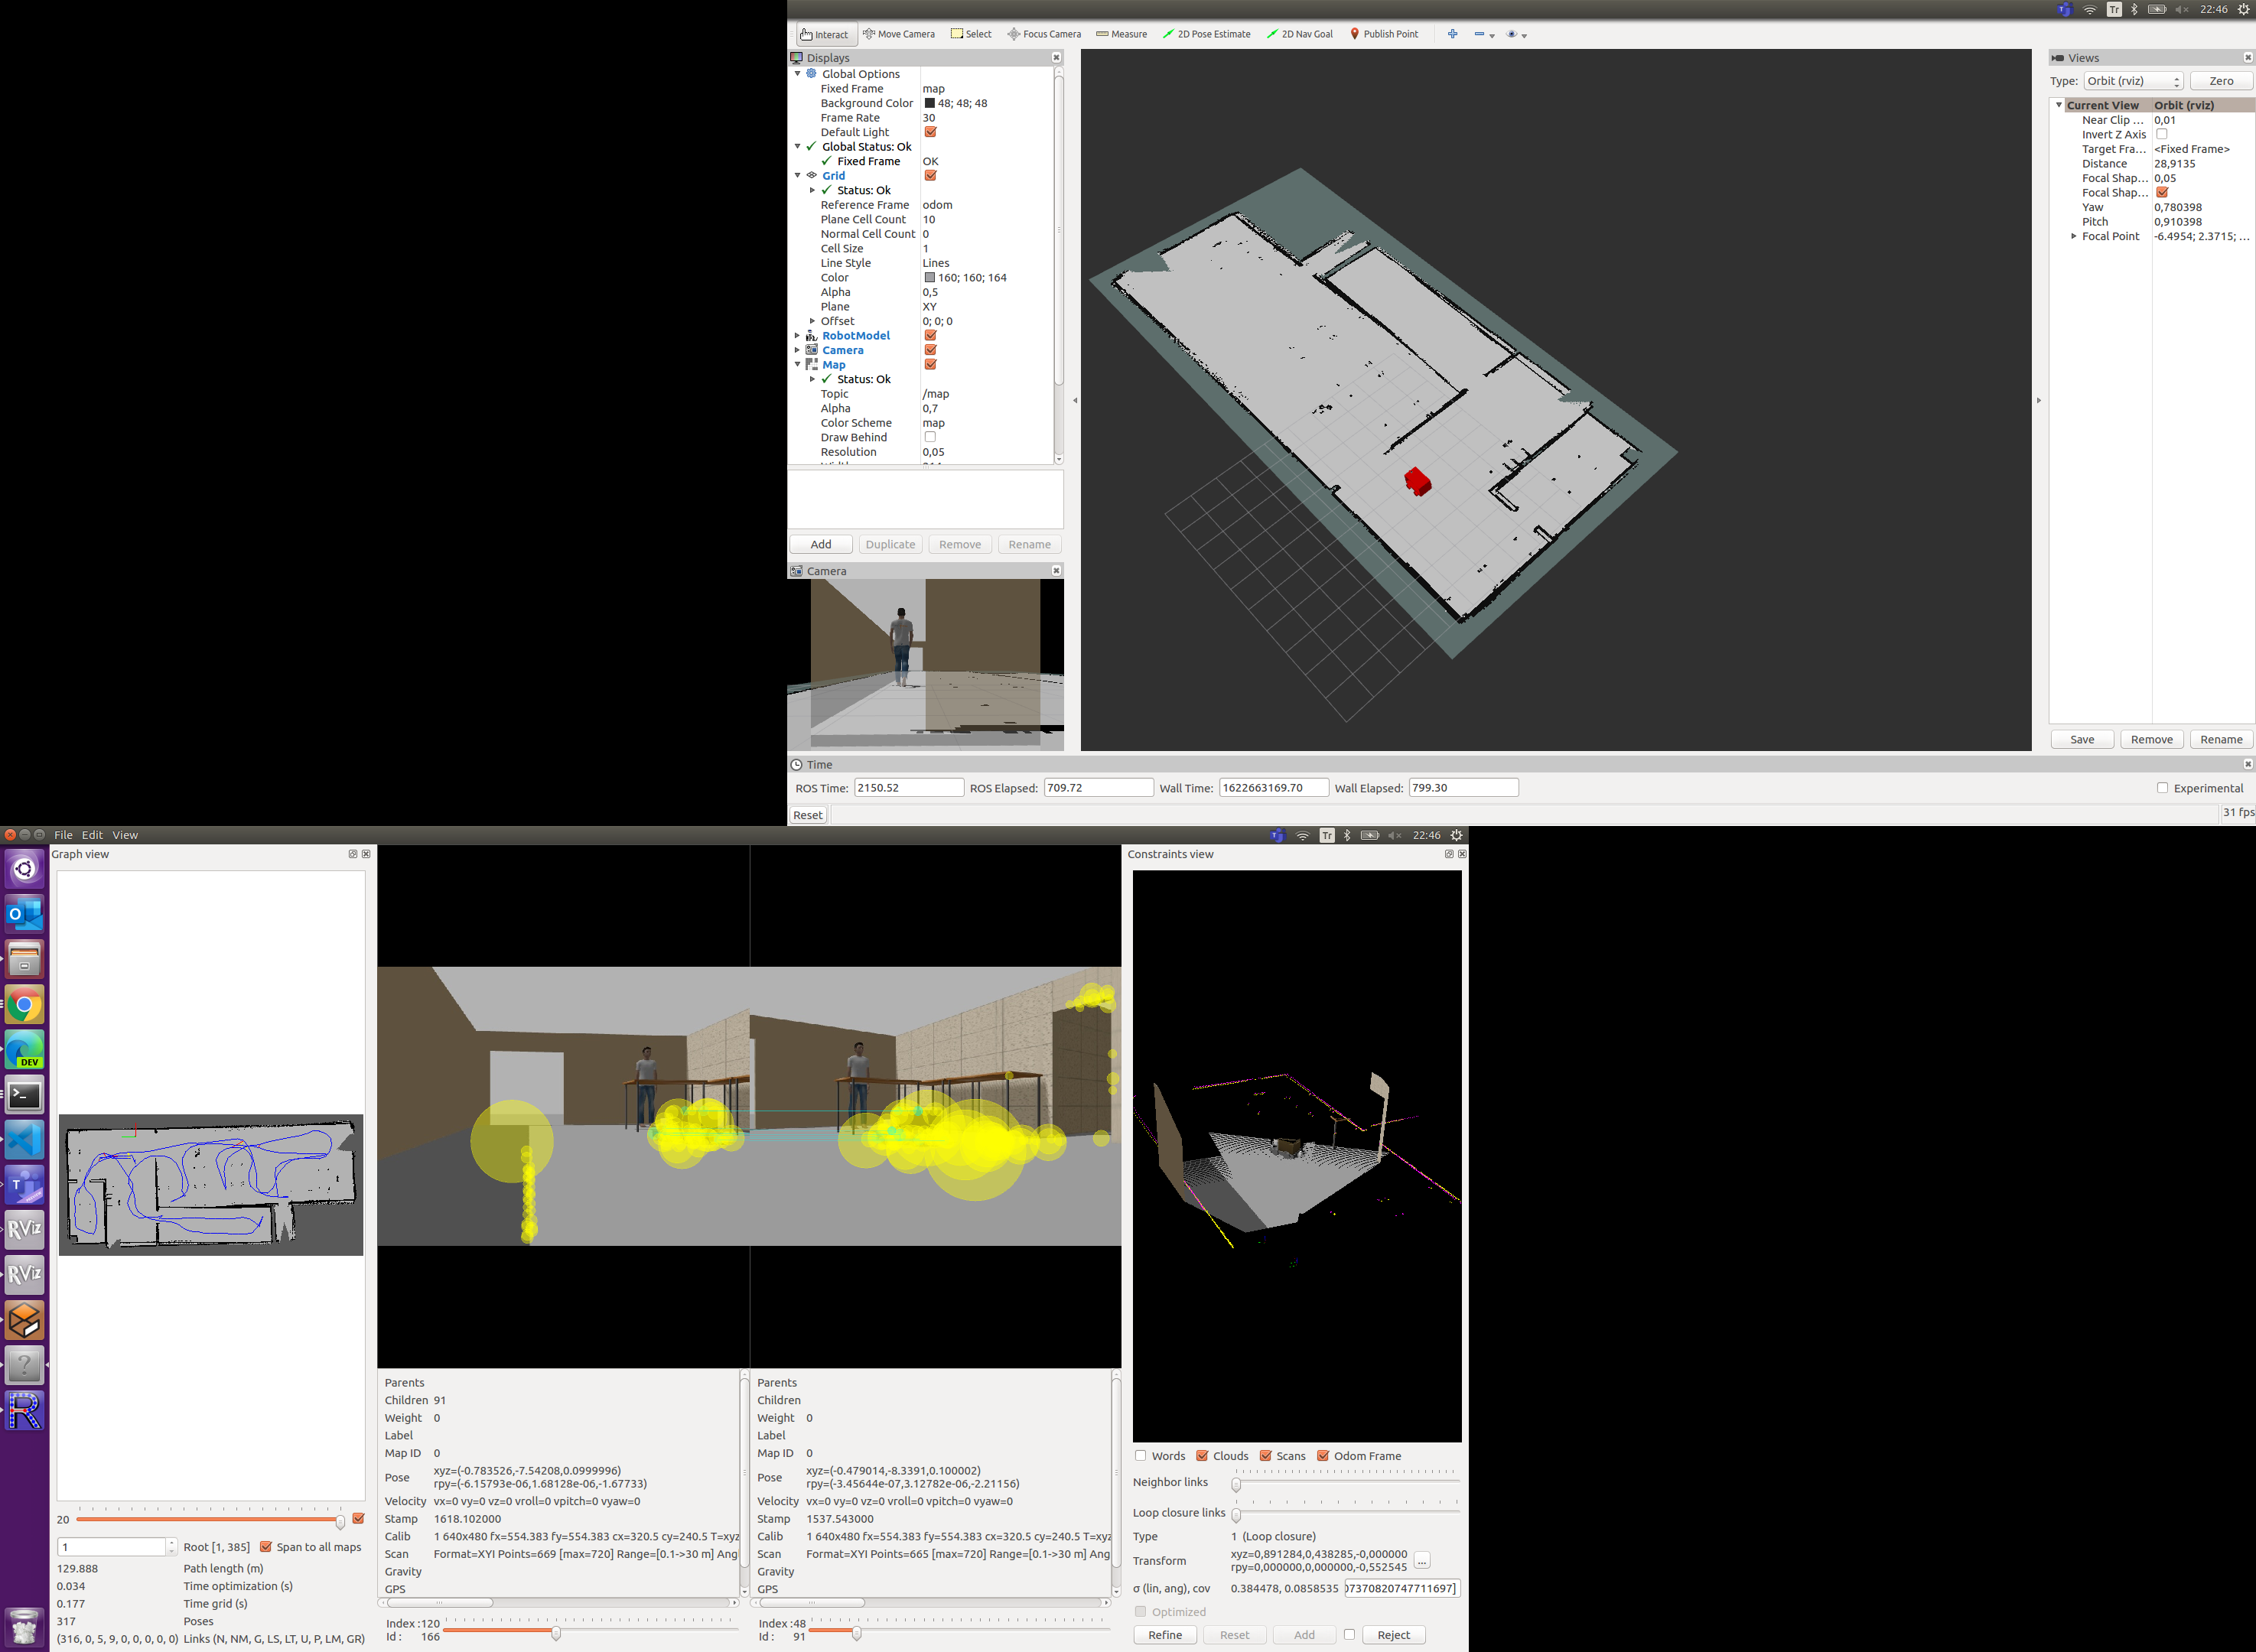 Tr 22:46
Interact Move Camera Select Focus Camera Measure 2D Pose Estimate 2D Nav Goal Publish Point
Displays
Global Options
Fixed Frame map
Background Color 48; 48; 48
Frame Rate 30
Default Light
Global Status: Ok
Fixed Frame OK
Grid
Status: Ok
Reference Frame odom
Plane Cell Count 10
Normal Cell Count 0
Cell Size 1
Line Style Lines
Color 160; 160; 164
Alpha 0,5
Plane XY
Offset 0; 0; 0
RobotModel
Camera
Map
Status: Ok
Topic /map
Alpha 0,7
Color Scheme map
Draw Behind
Resolution 0,05
Add Duplicate Remove Rename
Camera
Views
Type: Orbit (rviz) Zero
Current View Orbit (rviz)
Near Clip ... 0,01
Invert Z Axis
Target Fra... <Fixed Frame>
Distance 28,9135
Focal Shap... 0,05
Focal Shap...
Yaw 0,780398
Pitch 0,910398
Focal Point -6.4954; 2.3715; ...
Save Remove Rename
Time
ROS Time: 2150.52 ROS Elapsed: 709.72 Wall Time: 1622663169.70 Wall Elapsed: 799.30 Experimental
Reset 31 fps
File Edit View Tr 22:46
DEV
RViz
RViz
Graph view
20
1 Root [1, 385] Span to all maps
129.888 Path length (m)
0.034 Time optimization (s)
0.177 Time grid (s)
317 Poses
(316, 0, 5, 9, 0, 0, 0, 0, 0) Links (N, NM, G, LS, LT, U, P, LM, GR)
Parents
Children 91
Weight 0
Label
Map ID 0
Pose xyz=(-0.783526,-7.54208,0.0999996)
rpy=(-6.15793e-06,1.68128e-06,-1.67733)
Velocity vx=0 vy=0 vz=0 vroll=0 vpitch=0 vyaw=0
Stamp 1618.102000
Calib 1 640x480 fx=554.383 fy=554.383 cx=320.5 cy=240.5 T=xyz
Scan Format=XYI Points=669 [max=720] Range=[0.1->30 m] Ang
Gravity
GPS
Index :120
Id : 166
Parents
Children
Weight 0
Label
Map ID 0
Pose xyz=(-0.479014,-8.3391,0.100002)
rpy=(-3.45644e-07,3.12782e-06,-2.21156)
Velocity vx=0 vy=0 vz=0 vroll=0 vpitch=0 vyaw=0
Stamp 1537.543000
Calib 1 640x480 fx=554.383 fy=554.383 cx=320.5 cy=240.5 T=xyz
Scan Format=XYI Points=665 [max=720] Range=[0.1->30 m] Ang
Gravity
GPS
Index :48
Id : 91
Constraints view
Words Clouds Scans Odom Frame
Neighbor links
Loop closure links
Type 1 (Loop closure)
Transform xyz=0,891284,0,438285,-0,000000
rpy=0,000000,0,000000,-0,552545 ...
σ (lin, ang), cov 0.384478, 0.0858535 07370820747711697]
Optimized
Refine Reset Add Reject